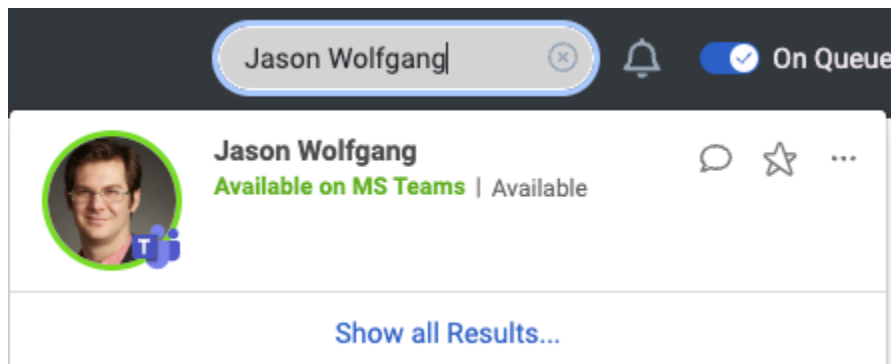 Jason Wolfgang
On Queue
Jason Wolfgang
Available on MS Teams | Available
T
Show all Results...